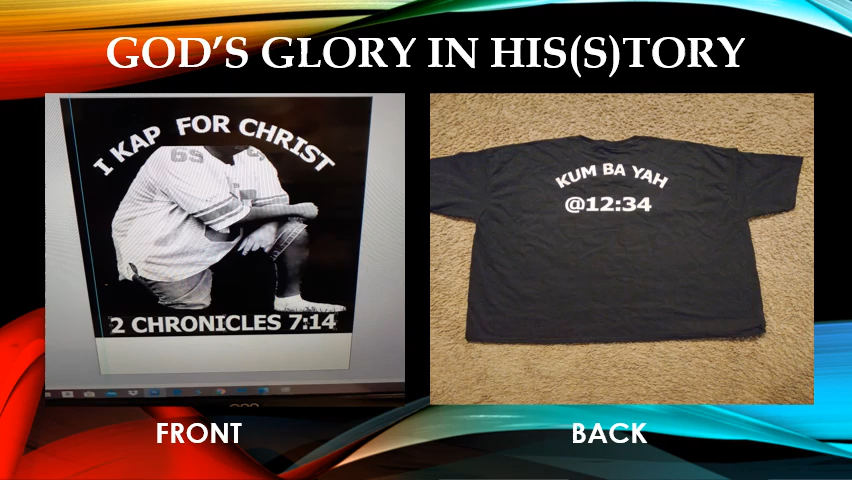 GOD'S GLORY IN HIS(S)TORY
I KAP FOR CHRIST
69
2 CHRONICLES 7:14
KUM BA YAH
@12:34
FRONT
BACK